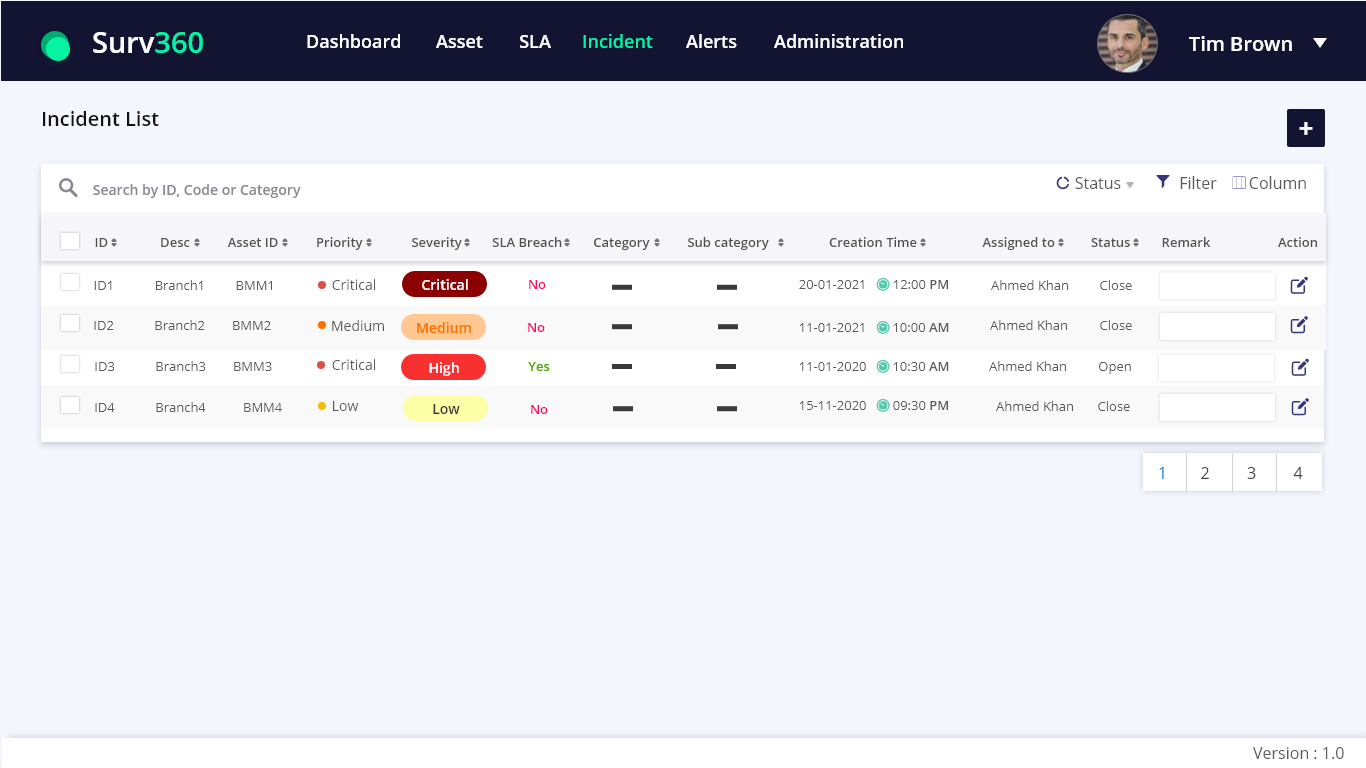 Surv360 Dashboard Asset SLA Incident Alerts Administration Tim Brown
Incident List
+
Search by ID, Code or Category Status Filter Column
ID Desc Asset ID Priority Severity SLA Breach Category Sub category Creation Time Assigned to Status Remark Action
ID1 Branch1 BMM1 Critical Critical No 20-01-2021 12:00 PM Ahmed Khan Close
ID2 Branch2 BMM2 Medium Medium No 11-01-2021 10:00 AM Ahmed Khan Close
ID3 Branch3 BMM3 Critical High Yes 11-01-2020 10:30 AM Ahmed Khan Open
ID4 Branch4 BMM4 Low Low No 15-11-2020 09:30 PM Ahmed Khan Close
1 2 3 4
Version : 1.0